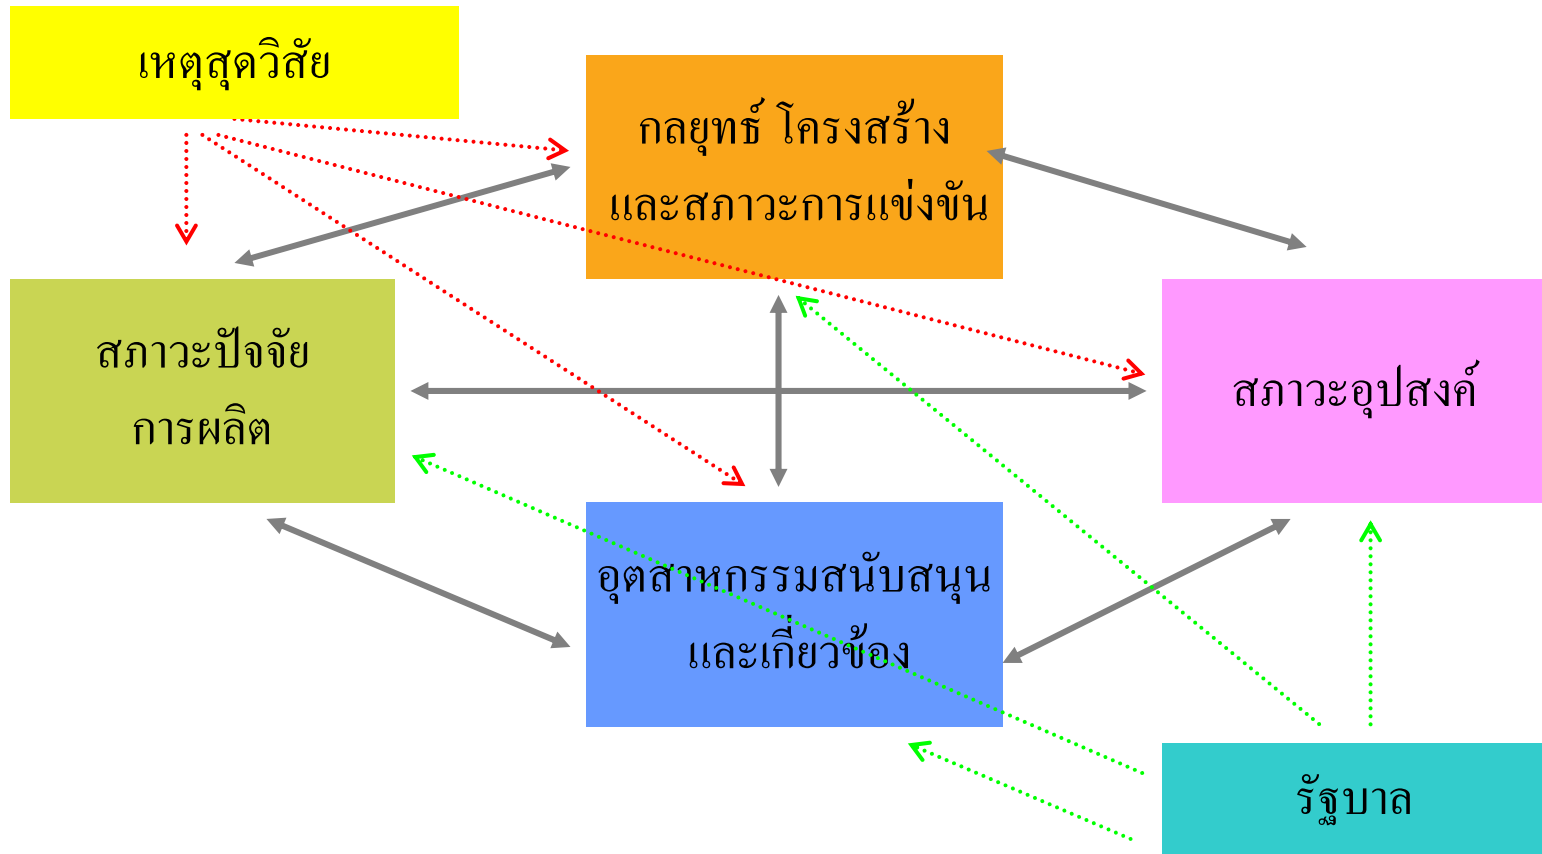 เหตุสุดวิสัย
กลยุทธ์ โครงสร้าง
และสภาวะการแข่งขัน
สภาวะปัจจัย
การผลิต
สภาวะอุปสงค์
อุตสาหกรรมสนับสนุน
และเกี่ยวข้อง
รัฐบาล